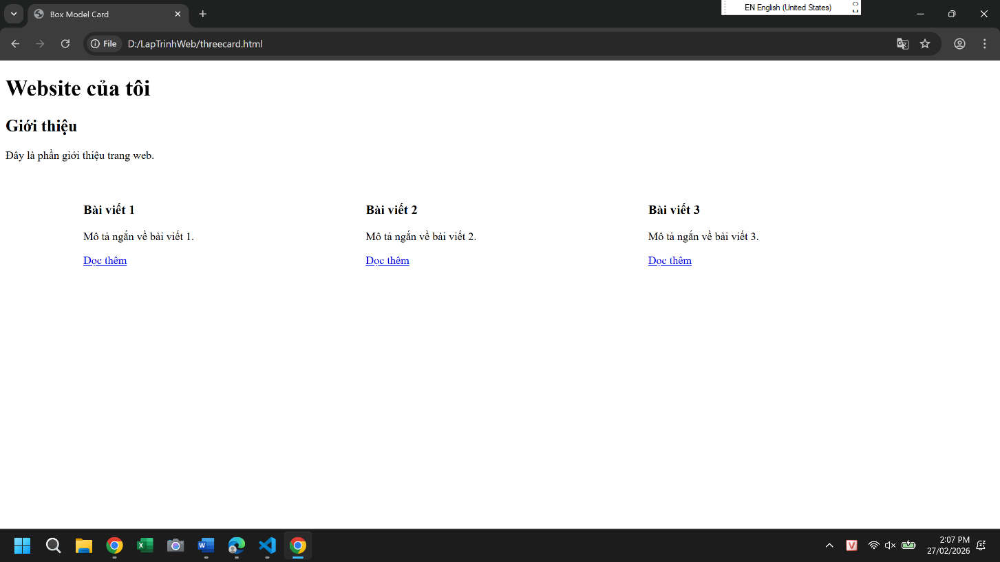 Box Model Card
EN English (United States)
File
D:/LapTrinhWeb/threecard.html
Website của tôi
Giới thiệu
Đây là phần giới thiệu trang web.
Bài viết 1
Mô tả ngắn về bài viết 1.
Đọc thêm
Bài viết 2
Mô tả ngắn về bài viết 2.
Đọc thêm
Bài viết 3
Mô tả ngắn về bài viết 3.
Đọc thêm
2:07 PM
27/02/2026